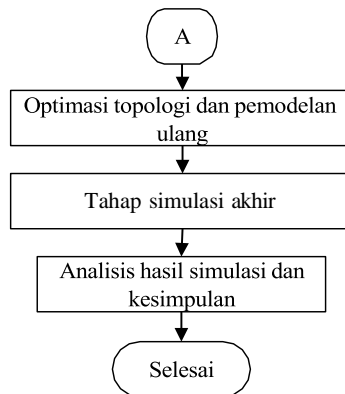 A
Optimasi topologi dan pemodelan
ulang
Tahap simulasi akhir
Analisis hasil simulasi dan
kesimpulan
Selesai